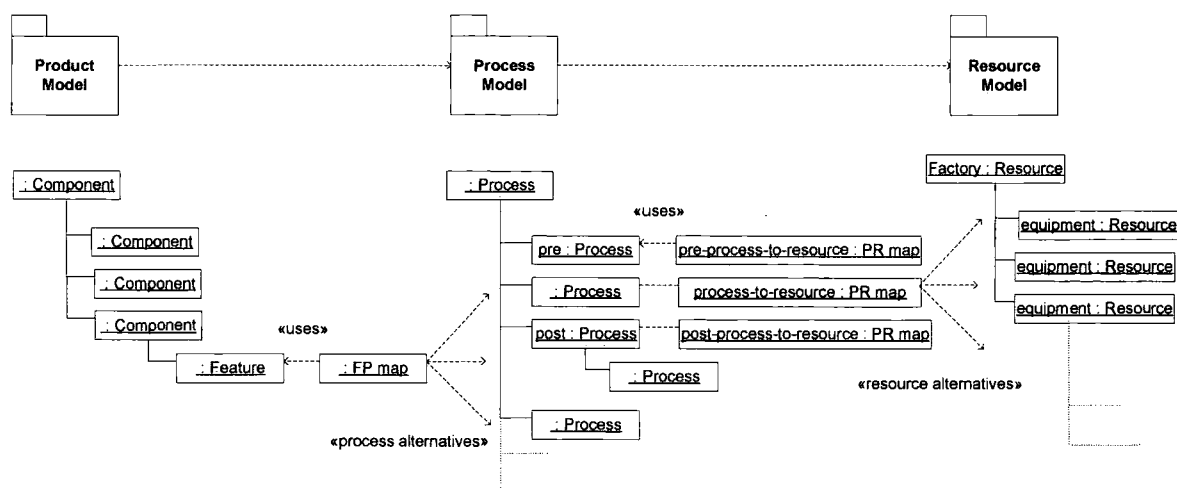 Product
Model
Process
Model
Resource
Model
: Component
: Component
: Component
: Component
: Feature
«uses»
: FP map
«process alternatives»
: Process
pre : Process
: Process
post : Process
: Process
: Process
«uses»
pre-process-to-resource : PR map
process-to-resource : PR map
post-process-to-resource : PR map
«resource alternatives»
Factory : Resource
equipment : Resource
equipment : Resource
equipment : Resource